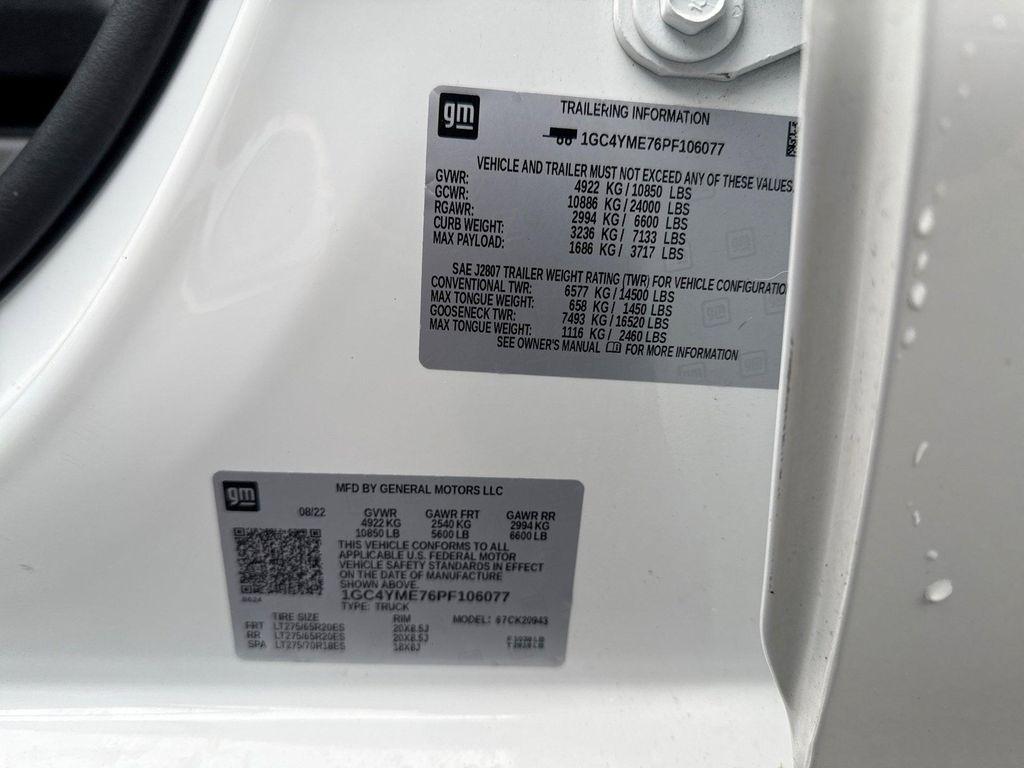 gm
TRAILERING INFORMATION
1GC4YME76PF106077
VEHICLE AND TRAILER MUST NOT EXCEED ANY OF THESE VALUES
GVWR: 4922 KG/10850 LBS
GCWR: 10886 KG/24000 LBS
RGAWR: 2994 KG/ 6600 LBS
CURB WEIGHT: 3236 KG/ 7133 LBS
MAX PAYLOAD: 1686 KG/ 3717 LBS
SAE J2807 TRAILER WEIGHT RATING (TWR) FOR VEHICLE CONFIGURATIO
CONVENTIONAL TWR: 6577 KG/14500 LBS
MAX TONGUE WEIGHT: 658 KG/ 1450 LBS
GOOSENECK TWR: 7493 KG/16520 LBS
MAX TONGUE WEIGHT: 1116 KG/ 2460 LBS
SEE OWNER'S MANUAL FOR MORE INFORMATION
gm
MFD BY GENERAL MOTORS LLC
08/22 GVWR GAWR FRT GAWR RR
4922 KG 2540 KG 2994 KG
10850 LB 5600 LB 6600 LB
THIS VEHICLE CONFORMS TO ALL
APPLICABLE U.S. FEDERAL MOTOR
VEHICLE SAFETY STANDARDS IN EFFECT
ON THE DATE OF MANUFACTURE
SHOWN ABOVE.
1GC4YME76PF106077
TYPE: TRUCK
TIRE SIZE RIM MODEL: 67CK20943
FRT LT275/65R20ES 20X8.5J
RR LT275/65R20ES 20X8.5J
SPA LT275/70R18ES 18X8J